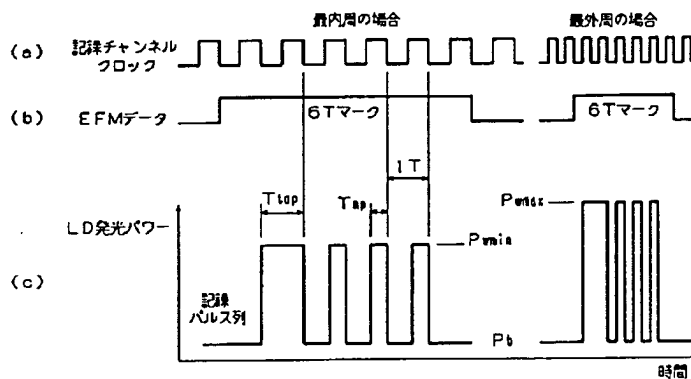 最内周の場合
最外周の場合
(a) 記録チャンネル
クロック
(b) EFMデータ
6Tマーク
6Tマーク
1T
Ttop
Tmp
Pwmax
LD発光パワー
Pwmin
(c)
記録
パルス列
Pb
時間